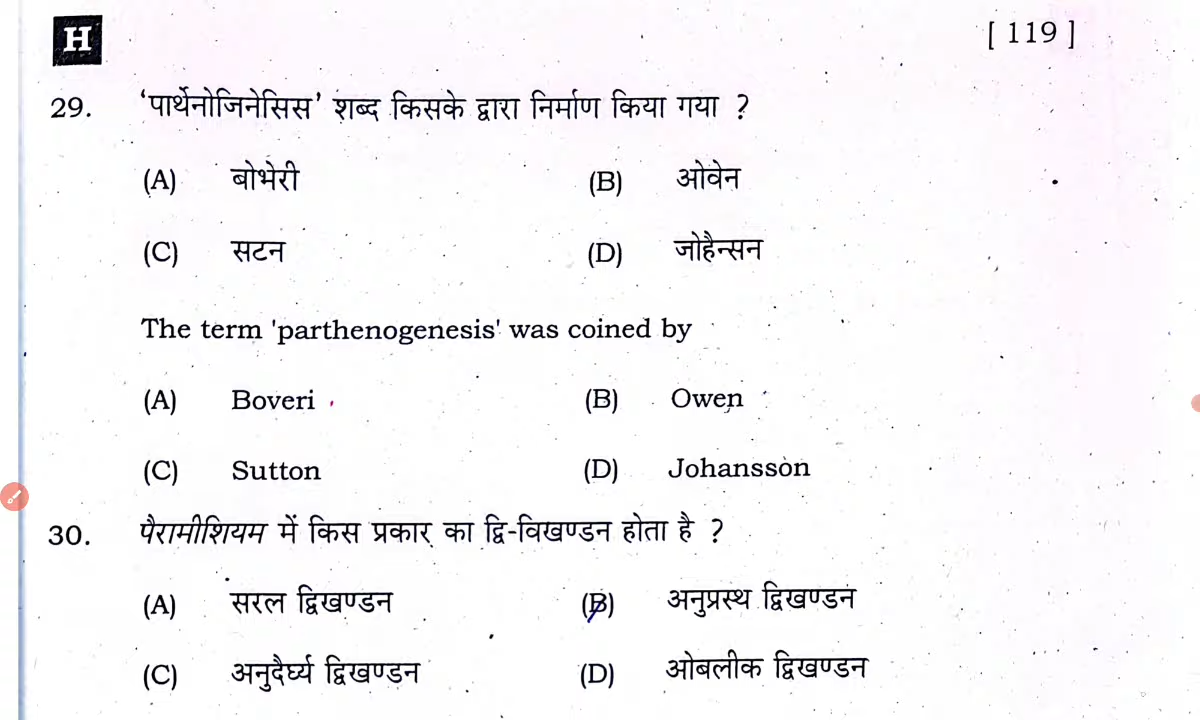 H
[ 119 ]
29. 'पार्थेनोजिनेसिस' शब्द किसके द्वारा निर्माण किया गया ?
(A) बोभेरी (B) ओवेन
(C) सटन (D) जोहैन्सन
The term 'parthenogenesis' was coined by
(A) Boveri (B) Owen
(C) Sutton (D) Johansson
30. पैरामीशियम में किस प्रकार का द्वि-विखण्डन होता है ?
(A) सरल द्विखण्डन (B) अनुप्रस्थ द्विखण्डन
(C) अनुदैर्घ्य द्विखण्डन (D) ओबलीक द्विखण्डन